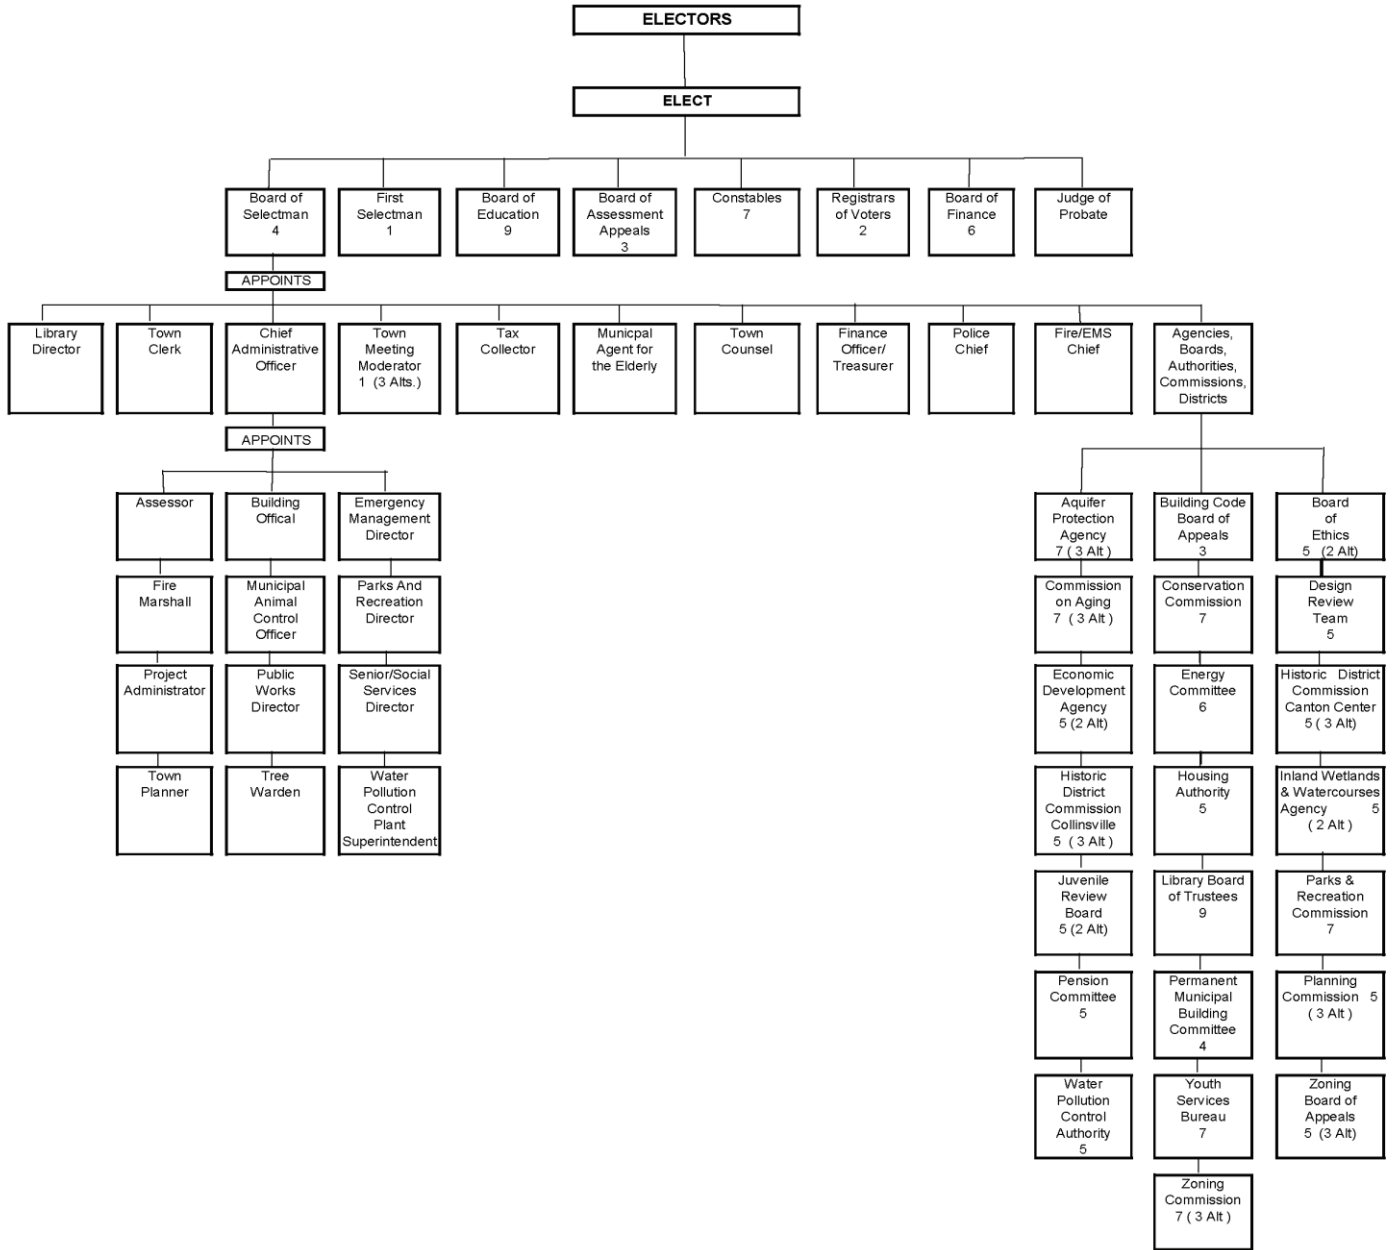 ELECTORS
ELECT
Board of
Selectman
4
First
Selectman
1
Board of
Education
9
Board of
Assessment
Appeals
3
Constables
7
Registrars
of Voters
2
Board of
Finance
6
Judge of
Probate
APPOINTS
Library
Director
Town
Clerk
Chief
Administrative
Officer
Town
Meeting
Moderator
1 (3 Alts.)
Tax
Collector
Municpal
Agent for
the Elderly
Town
Counsel
Finance
Officer/
Treasurer
Police
Chief
Fire/EMS
Chief
Agencies,
Boards,
Authorities,
Commissions,
Districts
APPOINTS
Assessor
Building
Offical
Emergency
Management
Director
Fire
Marshall
Municipal
Animal
Control
Officer
Parks And
Recreation
Director
Project
Administrator
Public
Works
Director
Senior/Social
Services
Director
Town
Planner
Tree
Warden
Water
Pollution
Control
Plant
Superintendent
Aquifer
Protection
Agency
7 ( 3 Alt )
Building Code
Board of
Appeals
3
Board
of
Ethics
5 (2 Alt)
Commission
on Aging
7 ( 3 Alt )
Conservation
Commission
7
Design
Review
Team
5
Economic
Development
Agency
5 (2 Alt)
Energy
Committee
6
Historic District
Commission
Canton Center
5 ( 3 Alt)
Historic
District
Commission
Collinsville
5 ( 3 Alt )
Housing
Authority
5
Inland Wetlands
& Watercourses
Agency 5
( 2 Alt )
Juvenile
Review
Board
5 (2 Alt)
Library Board
of Trustees
9
Parks &
Recreation
Commission
7
Pension
Committee
5
Permanent
Municipal
Building
Committee
4
Planning
Commission 5
( 3 Alt )
Water
Pollution
Control
Authority
5
Youth
Services
Bureau
7
Zoning
Board of
Appeals
5 (3 Alt)
Zoning
Commission
7 ( 3 Alt )